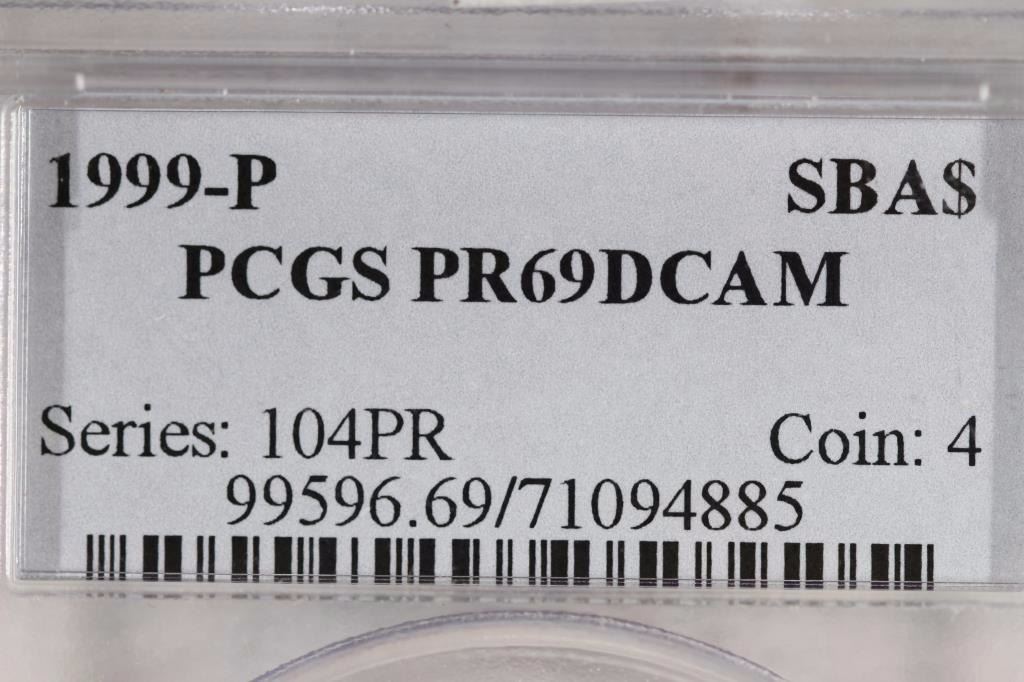 1999-P SBA$
PCGS PR69DCAM
Series: 104PR Coin: 4
99596.69/71094885